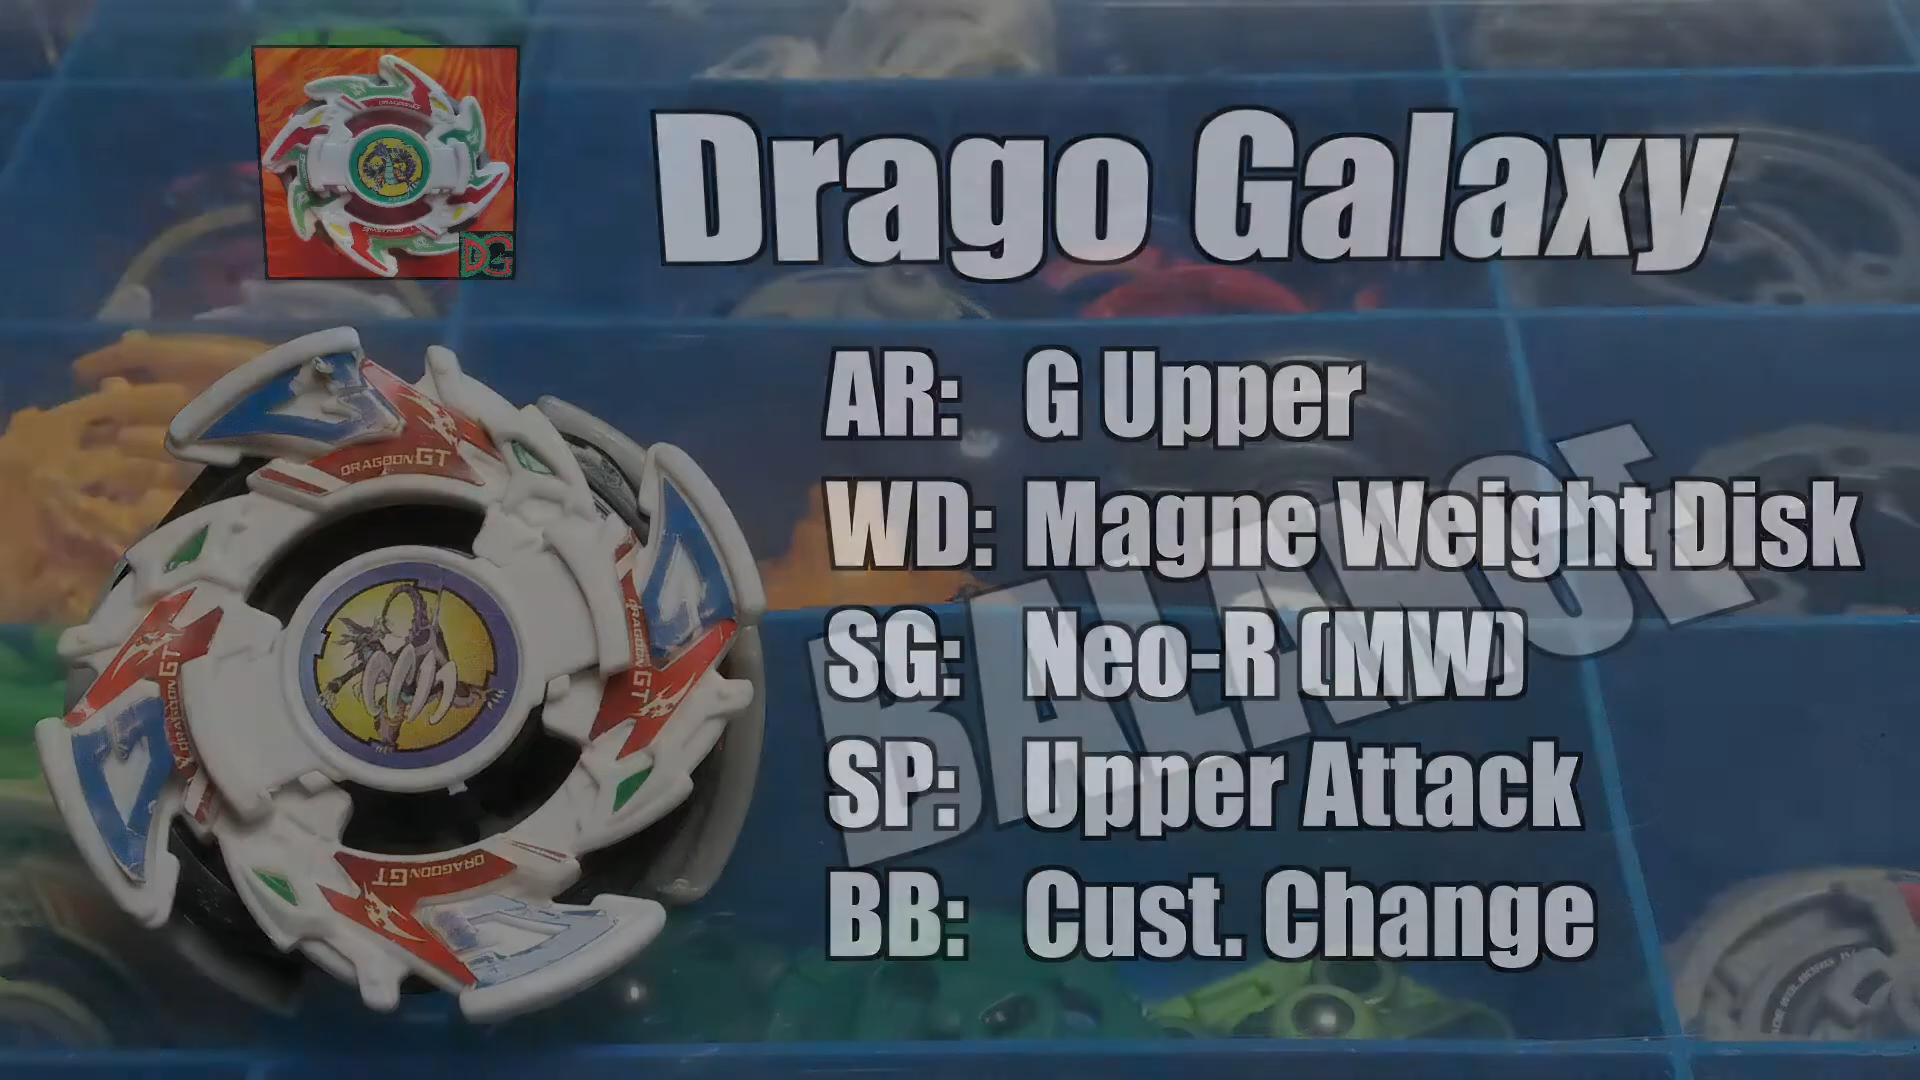 Drago Galaxy
DG
AR: G Upper
WD: Magne Weight Disk
SG: Neo-R (MW)
SP: Upper Attack
BB: Cust. Change
BALANCE
DRAGOON GT
DRAGOON GT
DRAGOON GT
DRAGOON GT